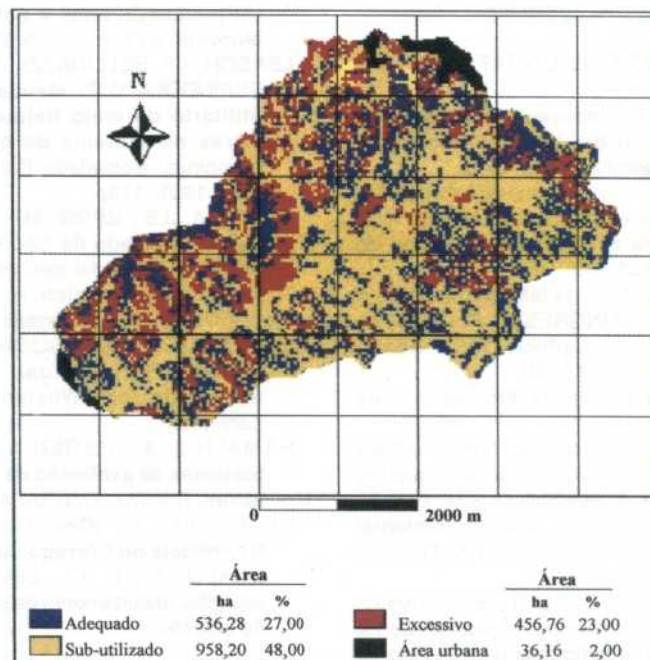 N
0 2000 m
Área Área
ha % ha %
Adequado 536,28 27,00 Excessivo 456,76 23,00
Sub-utilizado 958,20 48,00 Área urbana 36,16 2,00